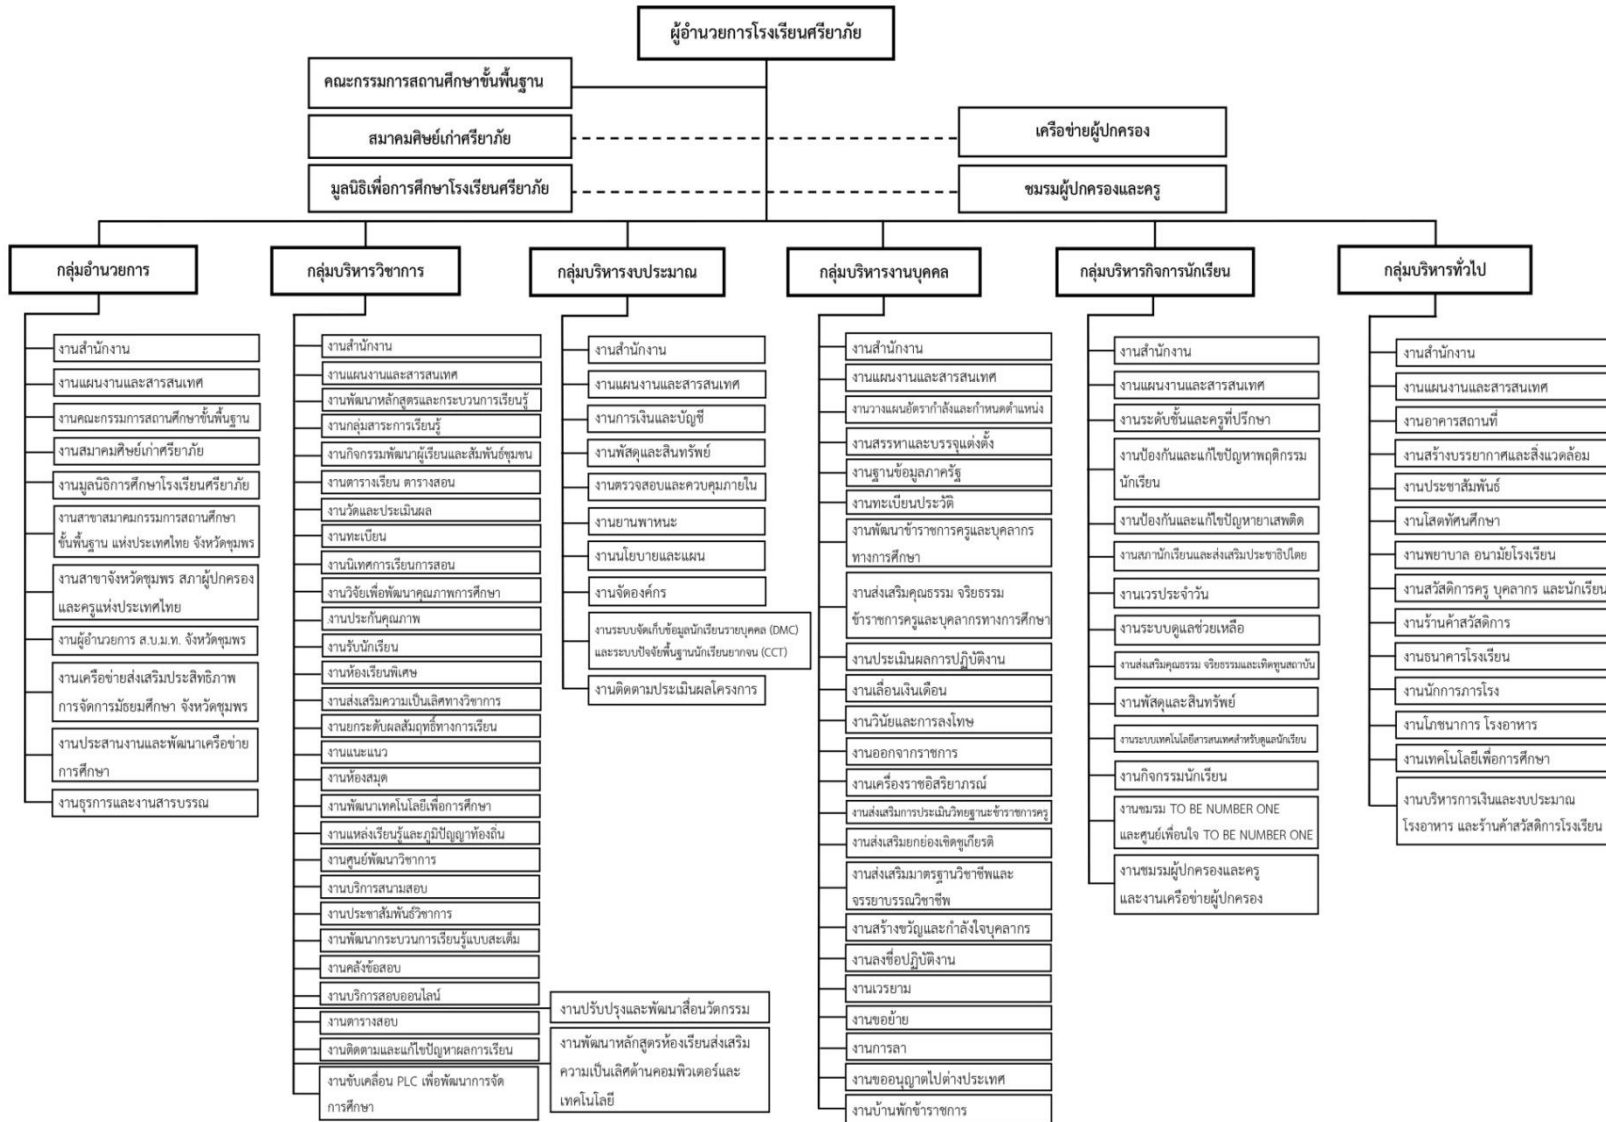 ผู้อำนวยการโรงเรียนศรียาภัย
คณะกรรมการสถานศึกษาขั้นพื้นฐาน
สมาคมศิษย์เก่าศรียาภัย
เครือข่ายผู้ปกครอง
มูลนิธิเพื่อการศึกษาโรงเรียนศรียาภัย
ชมรมผู้ปกครองและครู
กลุ่มอำนวยการ
งานสำนักงาน
งานแผนงานและสารสนเทศ
งานคณะกรรมการสถานศึกษาขั้นพื้นฐาน
งานสมาคมศิษย์เก่าศรียาภัย
งานมูลนิธิการศึกษาโรงเรียนศรียาภัย
งานสาขาสมาคมกรรมการสถานศึกษา
ขั้นพื้นฐาน แห่งประเทศไทย จังหวัดชุมพร
งานสาขาจังหวัดชุมพร สภาผู้ปกครอง
และครูแห่งประเทศไทย
งานผู้อำนวยการ ส.บ.ม.ท. จังหวัดชุมพร
งานเครือข่ายส่งเสริมประสิทธิภาพ
การจัดการมัธยมศึกษา จังหวัดชุมพร
งานประสานงานและพัฒนาเครือข่าย
การศึกษา
งานธุรการและงานสารบรรณ
กลุ่มบริหารวิชาการ
งานสำนักงาน
งานแผนงานและสารสนเทศ
งานพัฒนาหลักสูตรและกระบวนการเรียนรู้
งานกลุ่มสาระการเรียนรู้
งานกิจกรรมพัฒนาผู้เรียนและสัมพันธ์ชุมชน
งานตารางเรียน ตารางสอน
งานวัดและประเมินผล
งานทะเบียน
งานนิเทศการเรียนการสอน
งานวิจัยเพื่อพัฒนาคุณภาพการศึกษา
งานประกันคุณภาพ
งานรับนักเรียน
งานห้องเรียนพิเศษ
งานส่งเสริมความเป็นเลิศทางวิชาการ
งานยกระดับผลสัมฤทธิ์ทางการเรียน
งานแนะแนว
งานห้องสมุด
งานพัฒนาเทคโนโลยีเพื่อการศึกษา
งานแหล่งเรียนรู้และภูมิปัญญาท้องถิ่น
งานศูนย์พัฒนาวิชาการ
งานบริการสนามสอบ
งานประชาสัมพันธ์วิชาการ
งานพัฒนากระบวนการเรียนรู้แบบสะเต็ม
งานคลังข้อสอบ
งานบริการสอบออนไลน์
งานตารางสอบ
งานติดตามและแก้ไขปัญหาผลการเรียน
งานขับเคลื่อน PLC เพื่อพัฒนาการจัด
การศึกษา
งานปรับปรุงและพัฒนาสื่อนวัตกรรม
งานพัฒนาหลักสูตรห้องเรียนส่งเสริม
ความเป็นเลิศด้านคอมพิวเตอร์และ
เทคโนโลยี
กลุ่มบริหารงบประมาณ
งานสำนักงาน
งานแผนงานและสารสนเทศ
งานการเงินและบัญชี
งานพัสดุและสินทรัพย์
งานตรวจสอบและควบคุมภายใน
งานยานพาหนะ
งานนโยบายและแผน
งานจัดองค์กร
งานระบบจัดเก็บข้อมูลนักเรียนรายบุคคล (DMC)
และระบบปัจจัยพื้นฐานนักเรียนยากจน (CCT)
งานติดตามประเมินผลโครงการ
กลุ่มบริหารงานบุคคล
งานสำนักงาน
งานแผนงานและสารสนเทศ
งานวางแผนอัตรากำลังและกำหนดตำแหน่ง
งานสรรหาและบรรจุแต่งตั้ง
งานฐานข้อมูลภาครัฐ
งานทะเบียนประวัติ
งานพัฒนาข้าราชการครูและบุคลากร
ทางการศึกษา
งานส่งเสริมคุณธรรม จริยธรรม
ข้าราชการครูและบุคลากรทางการศึกษา
งานประเมินผลการปฏิบัติงาน
งานเลื่อนเงินเดือน
งานวินัยและการลงโทษ
งานออกจากราชการ
งานเครื่องราชอิสริยาภรณ์
งานส่งเสริมการประเมินวิทยฐานะข้าราชการครู
งานส่งเสริมยกย่องเชิดชูเกียรติ
งานส่งเสริมมาตรฐานวิชาชีพและ
จรรยาบรรณวิชาชีพ
งานสร้างขวัญและกำลังใจบุคลากร
งานลงชื่อปฏิบัติงาน
งานเวรยาม
งานขอย้าย
งานการลา
งานขออนุญาตไปต่างประเทศ
งานบ้านพักข้าราชการ
กลุ่มบริหารกิจการนักเรียน
งานสำนักงาน
งานแผนงานและสารสนเทศ
งานระดับชั้นและครูที่ปรึกษา
งานป้องกันและแก้ไขปัญหาพฤติกรรม
นักเรียน
งานป้องกันและแก้ไขปัญหายาเสพติด
งานสภานักเรียนและส่งเสริมประชาธิปไตย
งานเวรประจำวัน
งานระบบดูแลช่วยเหลือ
งานส่งเสริมคุณธรรม จริยธรรมและเทิดทูนสถาบัน
งานพัสดุและสินทรัพย์
งานระบบเทคโนโลยีสารสนเทศสำหรับดูแลนักเรียน
งานกิจกรรมนักเรียน
งานชมรม TO BE NUMBER ONE
และศูนย์เพื่อนใจ TO BE NUMBER ONE
งานชมรมผู้ปกครองและครู
และงานเครือข่ายผู้ปกครอง
กลุ่มบริหารทั่วไป
งานสำนักงาน
งานแผนงานและสารสนเทศ
งานอาคารสถานที่
งานสร้างบรรยากาศและสิ่งแวดล้อม
งานประชาสัมพันธ์
งานโสตทัศนศึกษา
งานพยาบาล อนามัยโรงเรียน
งานสวัสดิการครู บุคลากร และนักเรียน
งานร้านค้าสวัสดิการ
งานธนาคารโรงเรียน
งานนักการภารโรง
งานโภชนาการ โรงอาหาร
งานเทคโนโลยีเพื่อการศึกษา
งานบริหารการเงินและงบประมาณ
โรงอาหาร และร้านค้าสวัสดิการโรงเรียน